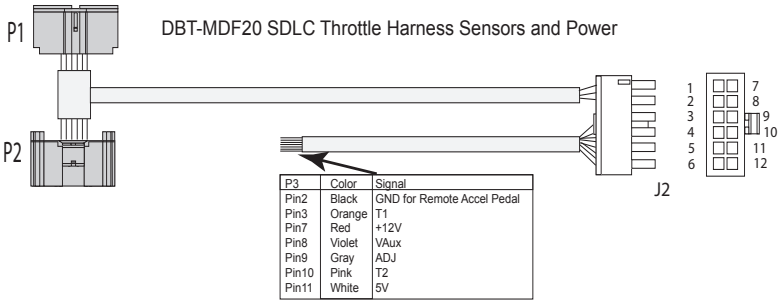 DBT-MDF20 SDLC Throttle Harness Sensors and Power
P1
P2
1 7
2 8
3 9
4 10
5 11
6 12
J2
P3 Color Signal
Pin2 Black GND for Remote Accel Pedal
Pin3 Orange T1
Pin7 Red +12V
Pin8 Violet VAux
Pin9 Gray ADJ
Pin10 Pink T2
Pin11 White 5V